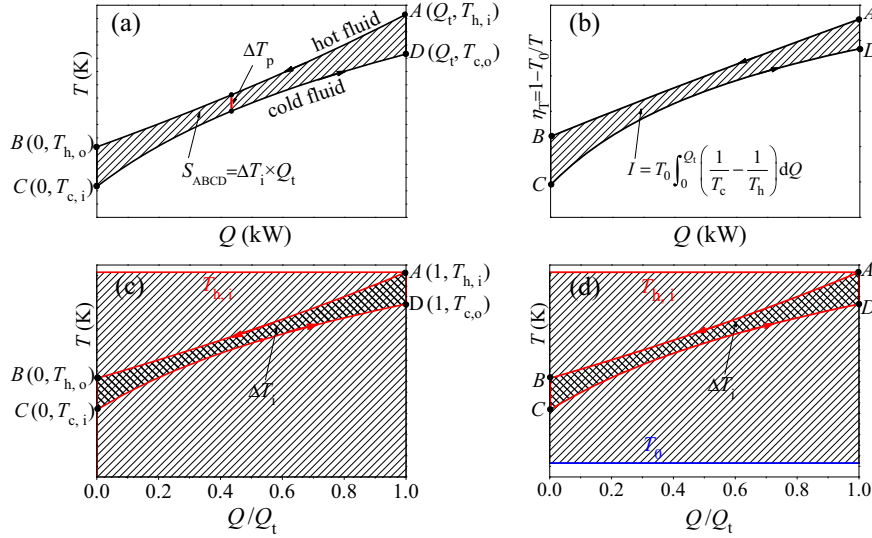 (a)
A (Qt, Th, i)
hot fluid
D (Qt, Tc,o)
ΔTp
cold fluid
T (K)
B (0, Th, o)
SABCD=ΔTi×Qt
C (0, Tc, i)
Q (kW)
(b)
A
D
ηT=1−T0/T
B
I = T0 ∫0Qt (1/Tc − 1/Th) dQ
C
Q (kW)
(c)
Th, i
A (1, Th, i)
D (1, Tc,o)
T (K)
B (0, Th, o)
ΔTi
C (0, Tc, i)
0.0 0.2 0.4 0.6 0.8 1.0
Q/Qt
(d)
Th, i
A
D
T (K)
B
ΔTi
C
T0
0.0 0.2 0.4 0.6 0.8 1.0
Q/Qt